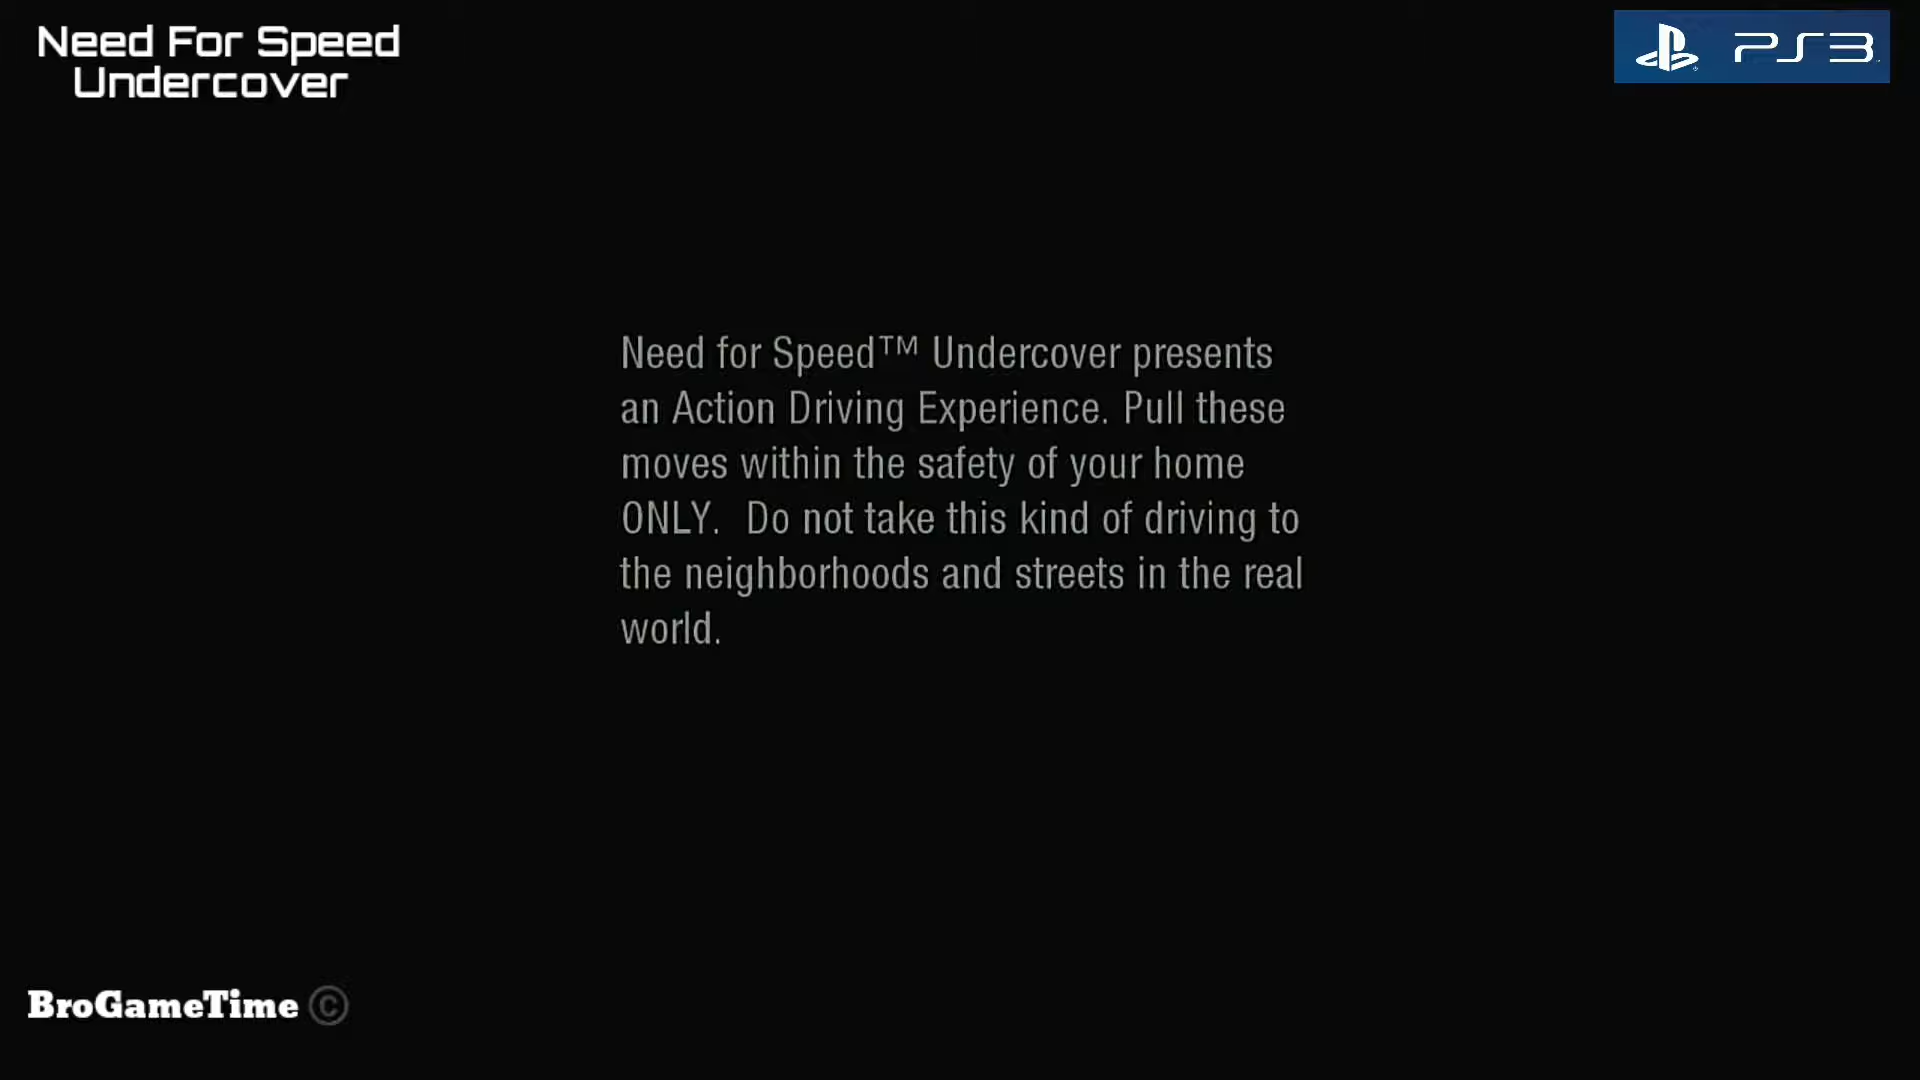 Need For Speed
Undercover
PS3
Need for Speed™ Undercover presents
an Action Driving Experience. Pull these
moves within the safety of your home
ONLY.  Do not take this kind of driving to
the neighborhoods and streets in the real
world.
BroGameTime ©